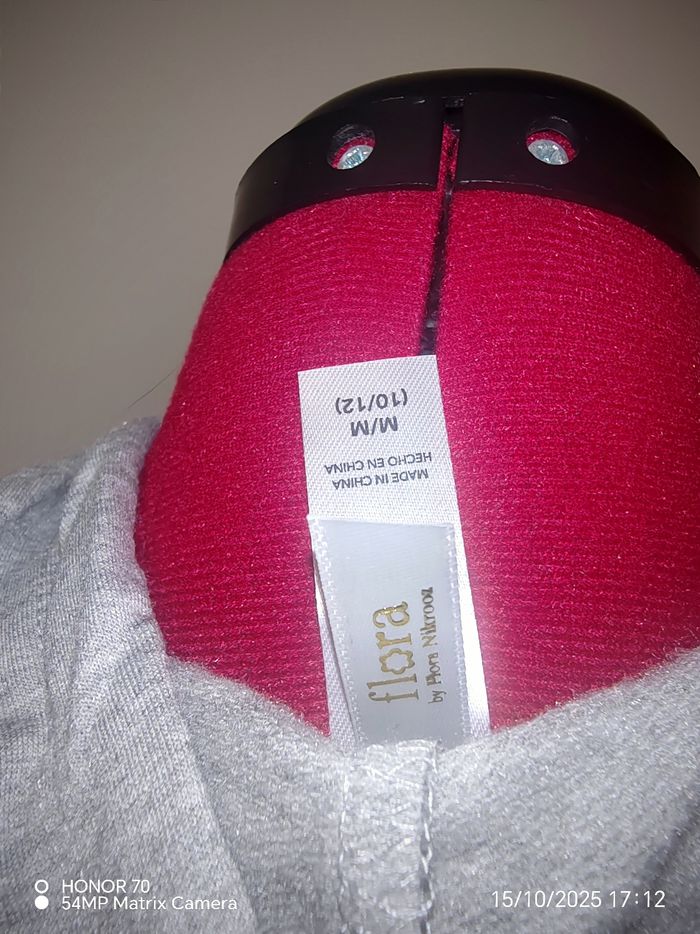 MADE IN CHINA
HECHO EN CHINA
M/M
(10/12)
flora
by Flora Nikrooz
HONOR 70
54MP Matrix Camera
15/10/2025 17:12